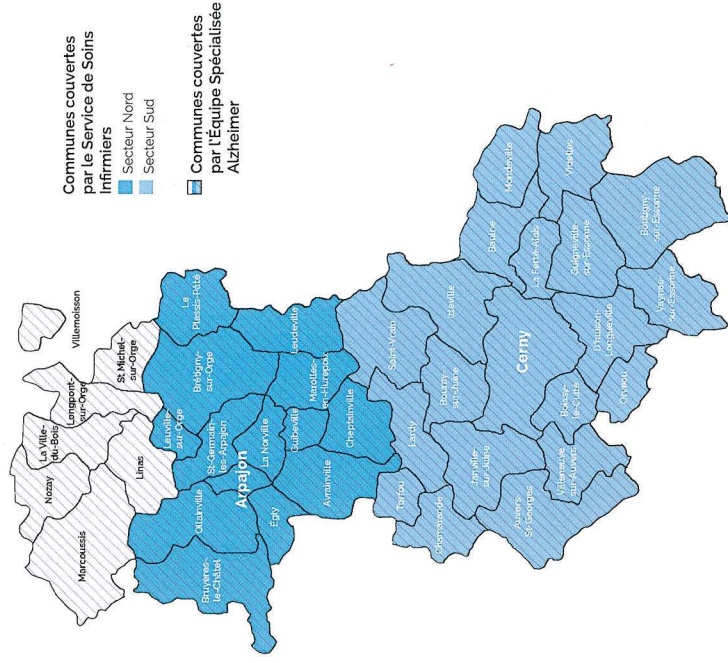 Communes couvertes
par le Service de Soins
Infirmiers
Secteur Nord
Secteur Sud
Communes couvertes
par l'Équipe Spécialisée
Alzheimer
Villemoisson
St Michel-
sur-Orge
Longpont-
sur-Orge
La Ville-
du-Bois
Nozay
Marcoussis
Linas
Le
Plessis-Pâté
Brétigny-
sur-Orge
Leuville-
sur-Orge
St-Germain-
les-Arpajon
Arpajon
La Norville
Ollainville
Bruyères-
le-Châtel
Égly
Avrainville
Guibeville
Cheptainville
Marolles-
en-Hurepoix
Leudeville
Saint-Vrain
Itteville
Bouray-
sur-Juine
Lardy
Torfou
Chamarande
Janville-
sur-Juine
Auvers-
St-Georges
Villeneuve-
sur-Auvers
Boissy-
le-Cutté
Cerny
Orveau
D'huison-
Longueville
Baulne
Mondeville
La Ferté-Alais
Videlles
Guigneville-
sur-Essonne
Boutigny-
sur-Essonne
Vayres-
sur-Essonne